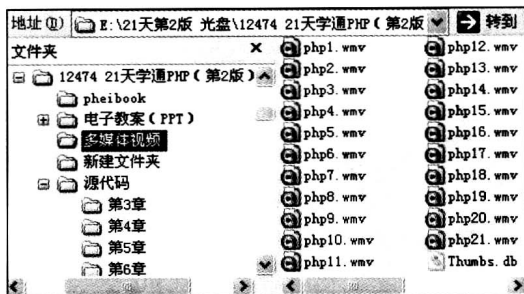 地址(D) E:\21天第2版 光盘\12474 21天学通PHP(第2版 转到
文件夹 ×
12474 21天学通PHP(第2版)
pheibook
电子教案(PPT)
多媒体视频
新建文件夹
源代码
第3章
第4章
第5章
第6章
php1.wmv
php2.wmv
php3.wmv
php4.wmv
php5.wmv
php6.wmv
php7.wmv
php8.wmv
php9.wmv
php10.wmv
php11.wmv
php12.wmv
php13.wmv
php14.wmv
php15.wmv
php16.wmv
php17.wmv
php18.wmv
php19.wmv
php20.wmv
php21.wmv
Thumbs.db